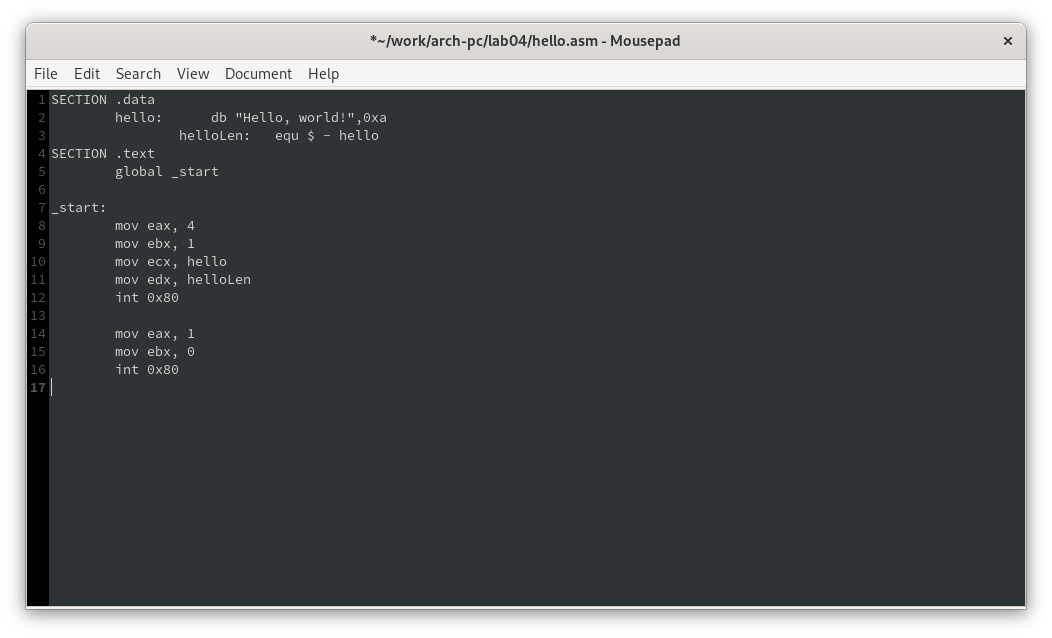 *~/work/arch-pc/lab04/hello.asm - Mousepad
×
File Edit Search View Document Help
1 SECTION .data
2 hello: db "Hello, world!",0xa
3 helloLen: equ $ - hello
4 SECTION .text
5 global _start
6
7 _start:
8 mov eax, 4
9 mov ebx, 1
10 mov ecx, hello
11 mov edx, helloLen
12 int 0x80
13
14 mov eax, 1
15 mov ebx, 0
16 int 0x80
17